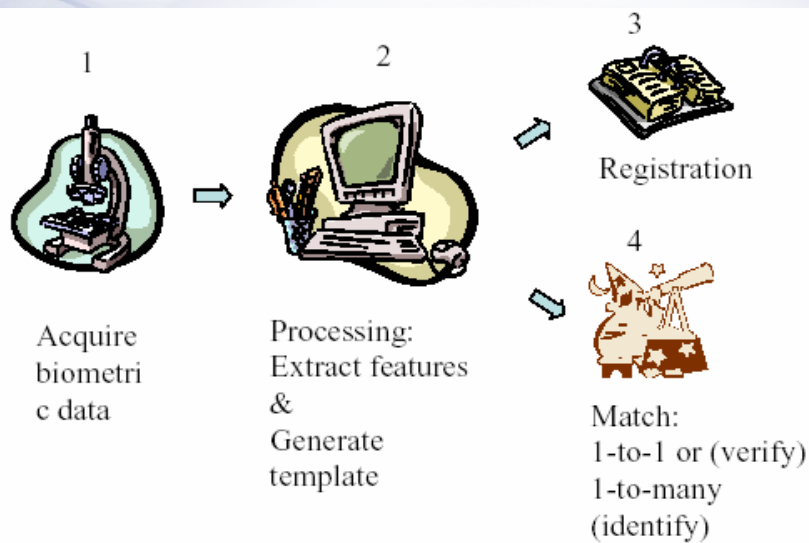 1
Acquire
biometri
c data
2
Processing:
Extract features
&
Generate
template
3
Registration
4
Match:
1-to-1 or (verify)
1-to-many
(identify)